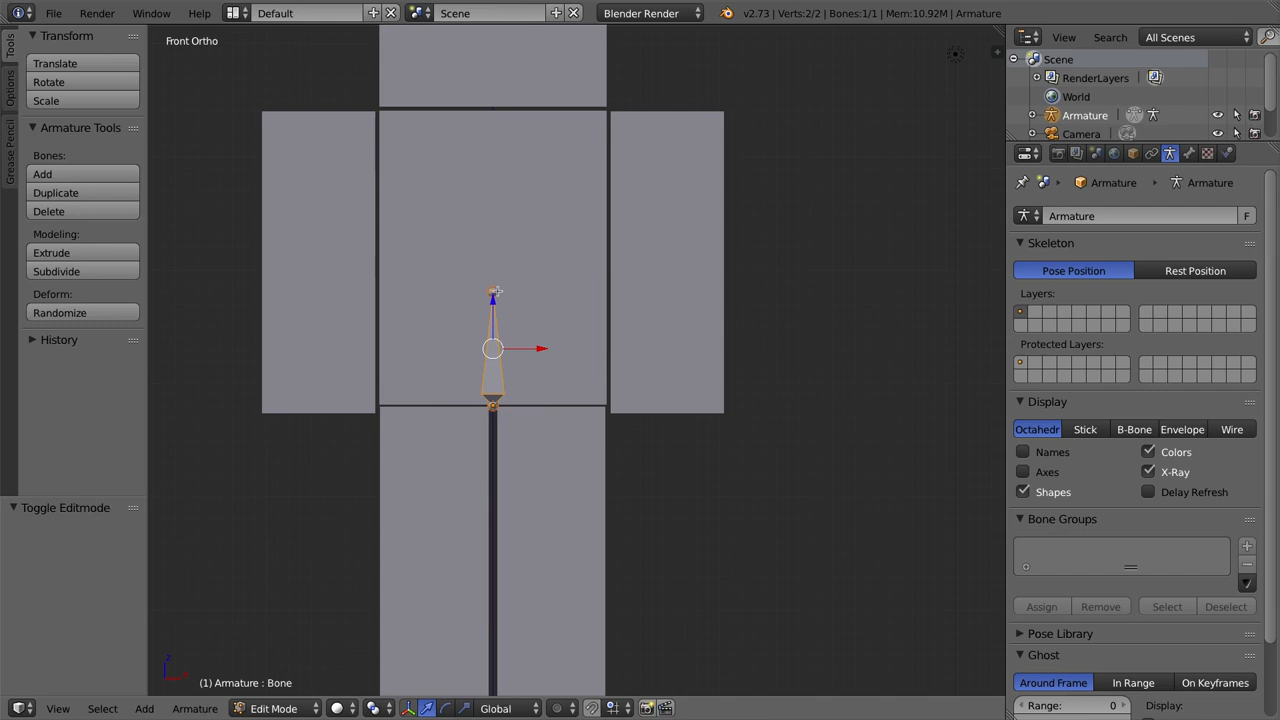 File Render Window Help Default Scene Blender Render v2.73 | Verts:2/2 | Bones:1/1 | Mem:10.92M | Armature
Tools
Options
Grease Pencil
Transform
Translate
Rotate
Scale
Armature Tools
Bones:
Add
Duplicate
Delete
Modeling:
Extrude
Subdivide
Deform:
Randomize
History
Toggle Editmode
Front Ortho
(1) Armature : Bone
View Select Add Armature Edit Mode Global
View Search All Scenes
Scene
RenderLayers
World
Armature
Camera
Armature Armature
Armature F
Skeleton
Pose Position Rest Position
Layers:
Protected Layers:
Display
Octahedr Stick B-Bone Envelope Wire
Names Colors
Axes X-Ray
Shapes Delay Refresh
Bone Groups
Assign Remove Select Deselect
Pose Library
Ghost
Around Frame In Range On Keyframes
Range: 0 Display: